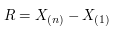 R = X_{(n)} − X_{(1)}